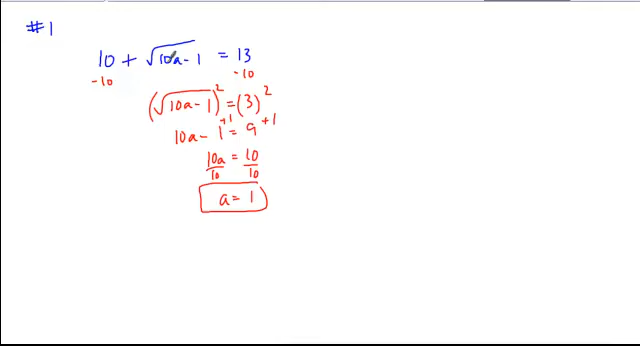 #1
10 + √10a - 1 = 13
-10 -10
(√10a - 1)² = (3)²
10a - 1 +1 = 9 +1
10a/10 = 10/10
a = 1